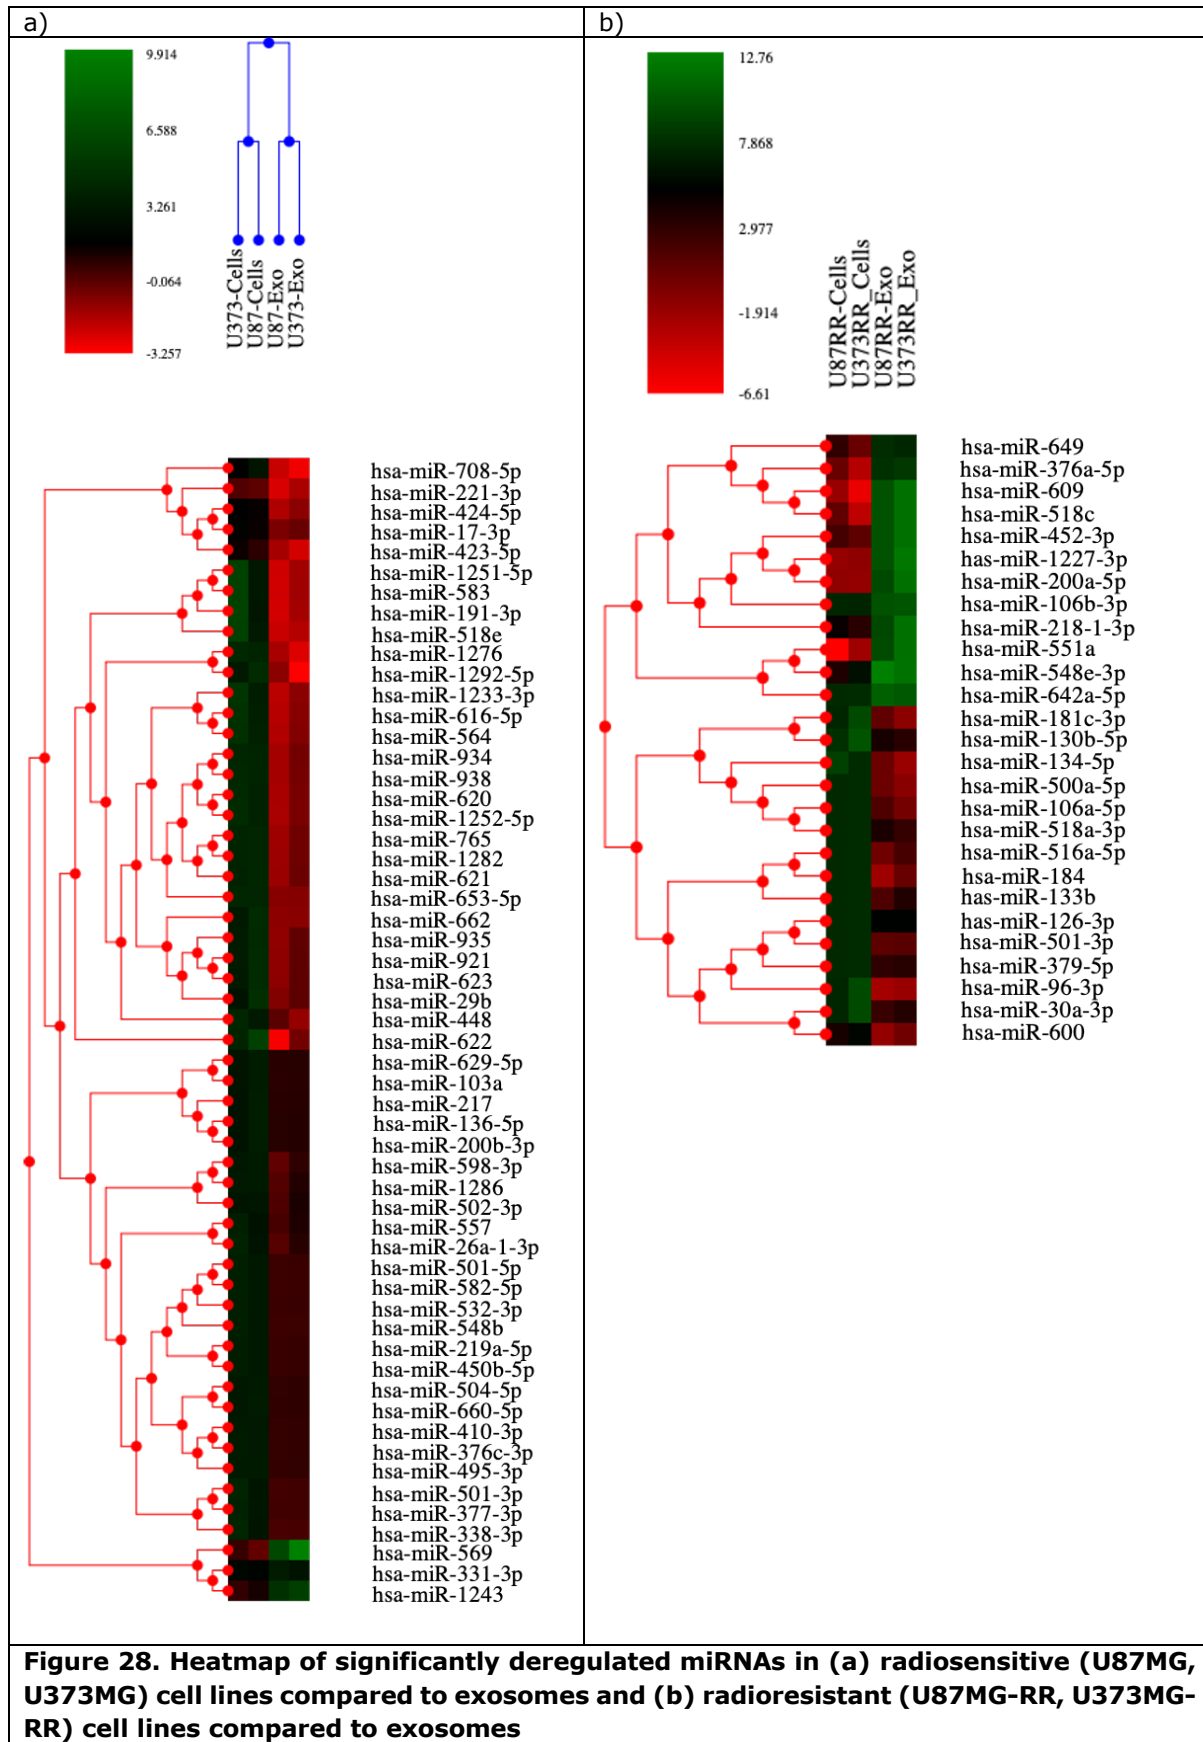 a)
9.914
6.588
3.261
-0.064
-3.257
U373-Cells
U87-Cells
U87-Exo
U373-Exo
hsa-miR-708-5p
hsa-miR-221-3p
hsa-miR-424-5p
hsa-miR-17-3p
hsa-miR-423-5p
hsa-miR-1251-5p
hsa-miR-583
hsa-miR-191-3p
hsa-miR-518e
hsa-miR-1276
hsa-miR-1292-5p
hsa-miR-1233-3p
hsa-miR-616-5p
hsa-miR-564
hsa-miR-934
hsa-miR-938
hsa-miR-620
hsa-miR-1252-5p
hsa-miR-765
hsa-miR-1282
hsa-miR-621
hsa-miR-653-5p
hsa-miR-662
hsa-miR-935
hsa-miR-921
hsa-miR-623
hsa-miR-29b
hsa-miR-448
hsa-miR-622
hsa-miR-629-5p
hsa-miR-103a
hsa-miR-217
hsa-miR-136-5p
hsa-miR-200b-3p
hsa-miR-598-3p
hsa-miR-1286
hsa-miR-502-3p
hsa-miR-557
hsa-miR-26a-1-3p
hsa-miR-501-5p
hsa-miR-582-5p
hsa-miR-532-3p
hsa-miR-548b
hsa-miR-219a-5p
hsa-miR-450b-5p
hsa-miR-504-5p
hsa-miR-660-5p
hsa-miR-410-3p
hsa-miR-376c-3p
hsa-miR-495-3p
hsa-miR-501-3p
hsa-miR-377-3p
hsa-miR-338-3p
hsa-miR-569
hsa-miR-331-3p
hsa-miR-1243
b)
12.76
7.868
2.977
-1.914
-6.61
U87RR-Cells
U373RR_Cells
U87RR-Exo
U373RR_Exo
hsa-miR-649
hsa-miR-376a-5p
hsa-miR-609
hsa-miR-518c
hsa-miR-452-3p
has-miR-1227-3p
hsa-miR-200a-5p
hsa-miR-106b-3p
hsa-miR-218-1-3p
hsa-miR-551a
hsa-miR-548e-3p
hsa-miR-642a-5p
hsa-miR-181c-3p
hsa-miR-130b-5p
hsa-miR-134-5p
hsa-miR-500a-5p
hsa-miR-106a-5p
hsa-miR-518a-3p
hsa-miR-516a-5p
hsa-miR-184
has-miR-133b
has-miR-126-3p
hsa-miR-501-3p
hsa-miR-379-5p
hsa-miR-96-3p
hsa-miR-30a-3p
hsa-miR-600
Figure 28. Heatmap of significantly deregulated miRNAs in (a) radiosensitive (U87MG,
U373MG) cell lines compared to exosomes and (b) radioresistant (U87MG-RR, U373MG-
RR) cell lines compared to exosomes